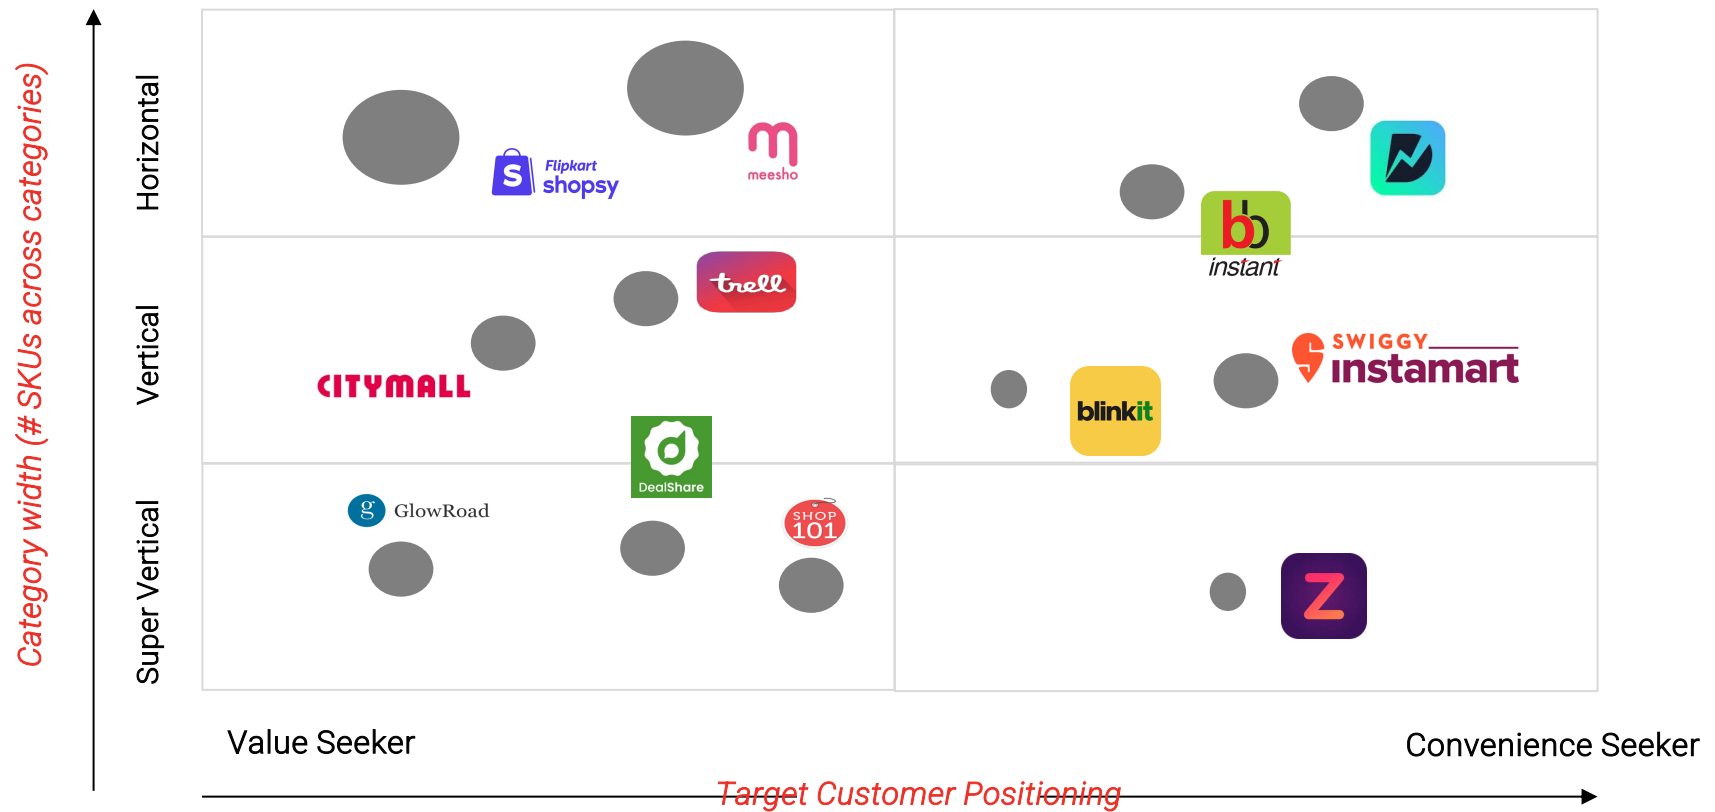 Category width (# SKUs across categories)
Horizontal
Vertical
Super Vertical
S
Flipkart
shopsy
m
meesho
D
bb
instant
trell
CITYMALL
SWIGGY
instamart
blinkit
d
DealShare
g
GlowRoad
SHOP
101
Z
Value Seeker
Convenience Seeker
Target Customer Positioning